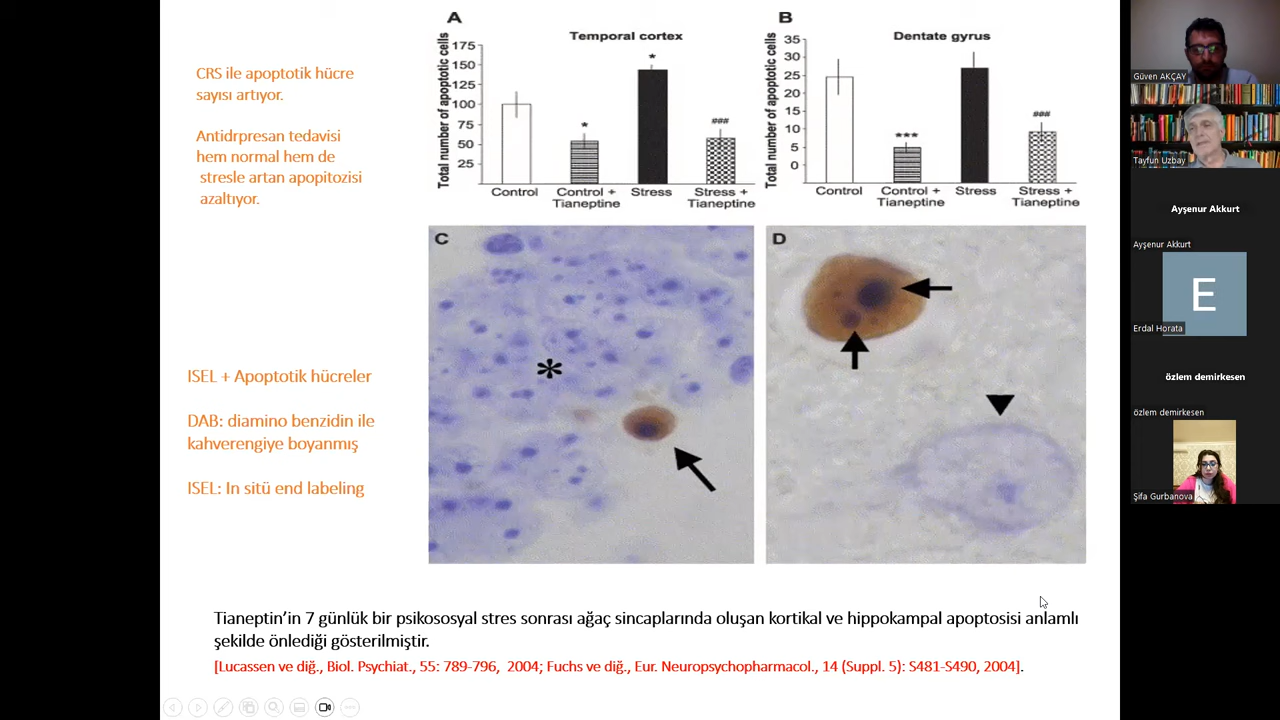 CRS ile apoptotik hücre
sayısı artıyor.
Antidrpresan tedavisi
hem normal hem de
stresle artan apopitozisi
azaltıyor.
A
Temporal cortex
Total number of apoptotic cells
175
150
125
100
75
50
25
*
*
###
Control
Control +
Tianeptine
Stress
Stress +
Tianeptine
B
Dentate gyrus
Total number of apoptotic cells
35
30
25
20
15
10
5
0
***
###
Control
Control +
Tianeptine
Stress
Stress +
Tianeptine
C
*
D
ISEL + Apoptotik hücreler
DAB: diamino benzidin ile
kahverengiye boyanmış
ISEL: In sitü end labeling
Tianeptin’in 7 günlük bir psikososyal stres sonrası ağaç sincaplarında oluşan kortikal ve hippokampal apoptosisi anlamlı
şekilde önlediği gösterilmiştir.
[Lucassen ve diğ., Biol. Psychiat., 55: 789-796, 2004; Fuchs ve diğ., Eur. Neuropsychopharmacol., 14 (Suppl. 5): S481-S490, 2004].
Güven AKÇAY
Tayfun Uzbay
Ayşenur Akkurt
Ayşenur Akkurt
E
Erdal Horata
özlem demirkesen
özlem demirkesen
Şifa Gurbanova